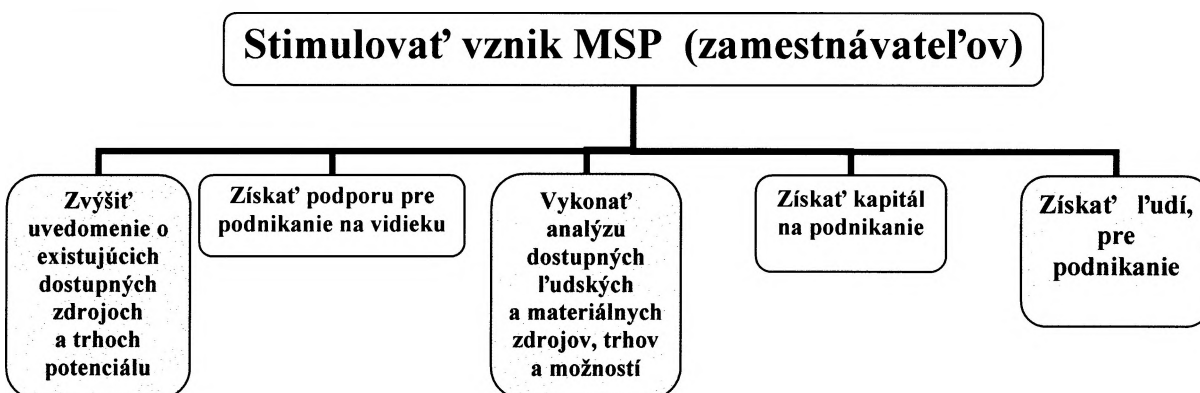 Stimulovať vznik MSP (zamestnávateľov)
Zvýšiť
uvedomenie o
existujúcich
dostupných
zdrojoch
a trhoch
potenciálu
Získať podporu pre
podnikanie na vidieku
Vykonať
analýzu
dostupných
ľudských
a materiálnych
zdrojov, trhov
a možností
Získať kapitál
na podnikanie
Získať ľudí,
pre
podnikanie